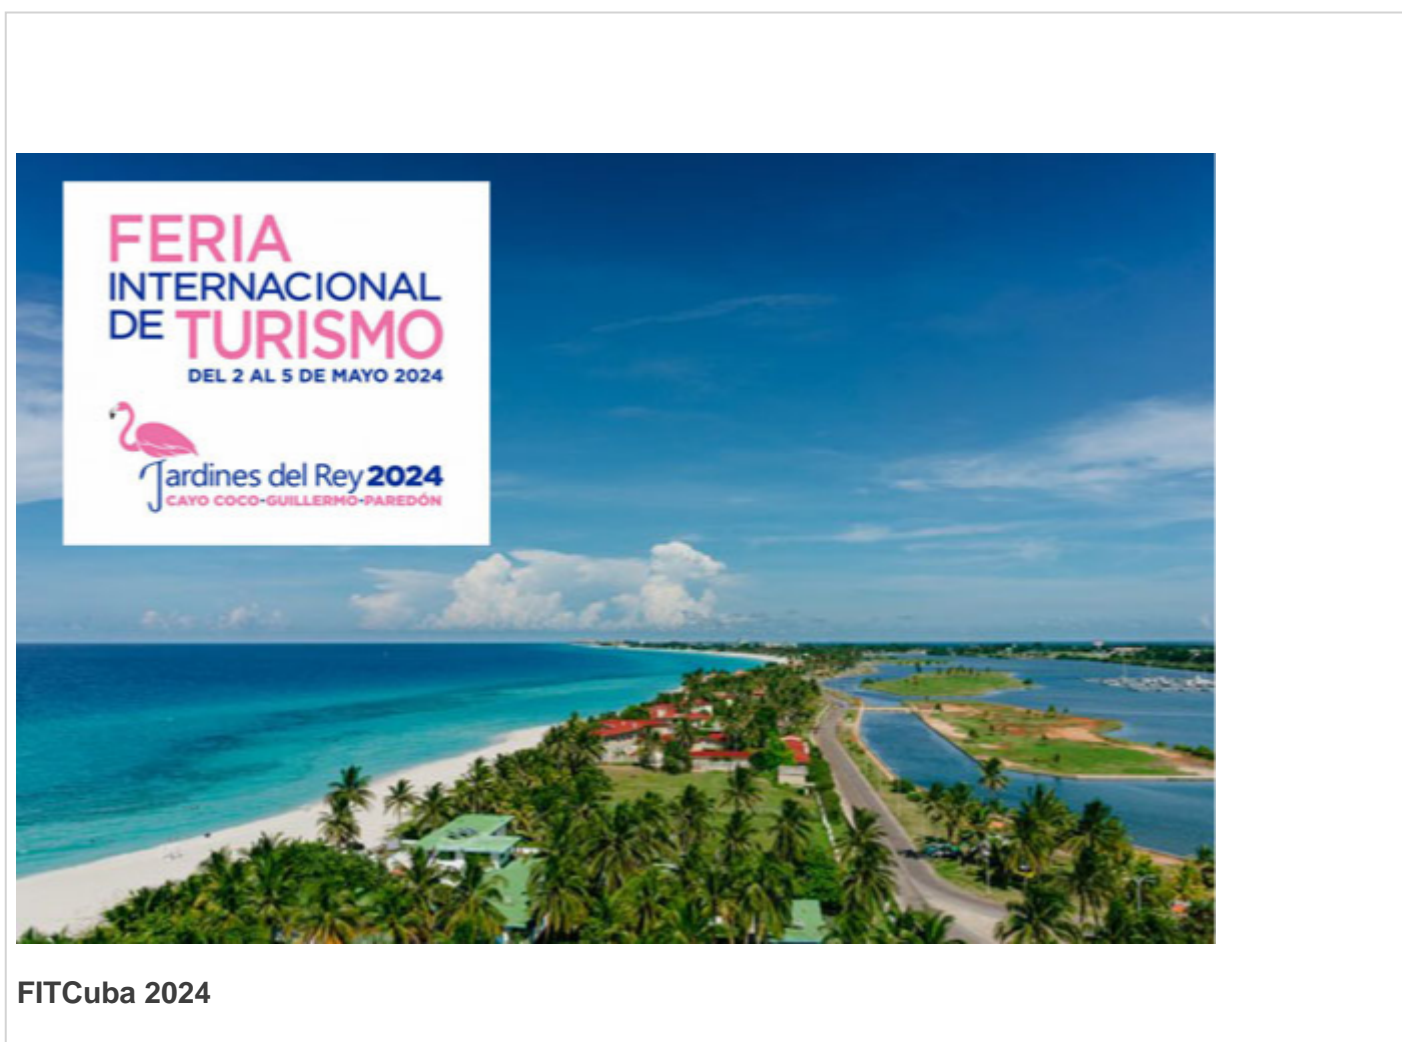 FERIA
INTERNACIONAL
DE TURISMO
DEL 2 AL 5 DE MAYO 2024
Jardines del Rey 2024
CAYO COCO-GUILLERMO-PAREDÓN
FITCuba 2024